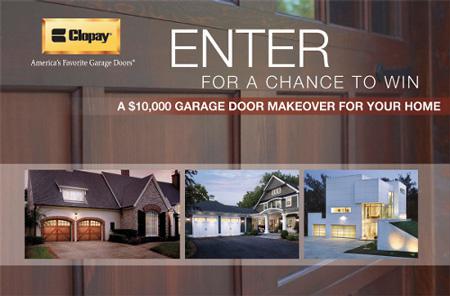 Clopay®
America's Favorite Garage Doors®
ENTER
FOR A CHANCE TO WIN
A $10,000 GARAGE DOOR MAKEOVER FOR YOUR HOME